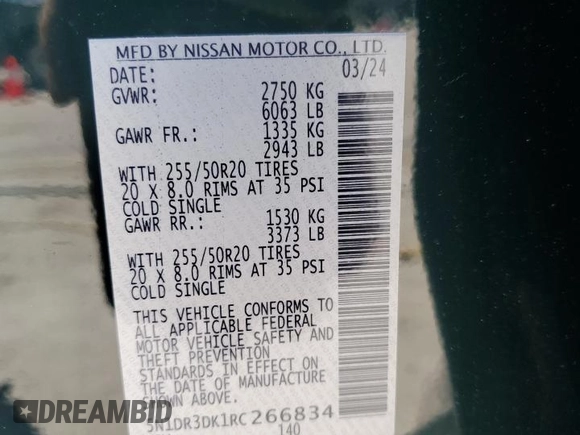 MFD BY NISSAN MOTOR CO., LTD.
DATE: 03/24
GVWR: 2750 KG
6063 LB
GAWR FR.: 1335 KG
2943 LB
WITH 255/50R20 TIRES
20 X 8.0 RIMS AT 35 PSI
COLD SINGLE
GAWR RR.: 1530 KG
3373 LB
WITH 255/50R20 TIRES
20 X 8.0 RIMS AT 35 PSI
COLD SINGLE
THIS VEHICLE CONFORMS TO
ALL APPLICABLE FEDERAL
MOTOR VEHICLE SAFETY AND
THEFT PREVENTION
STANDARDS IN EFFECT ON
THE DATE OF MANUFACTURE
SHOWN ABOVE.
5N1DR3DK1RC266834
140
DREAMBID